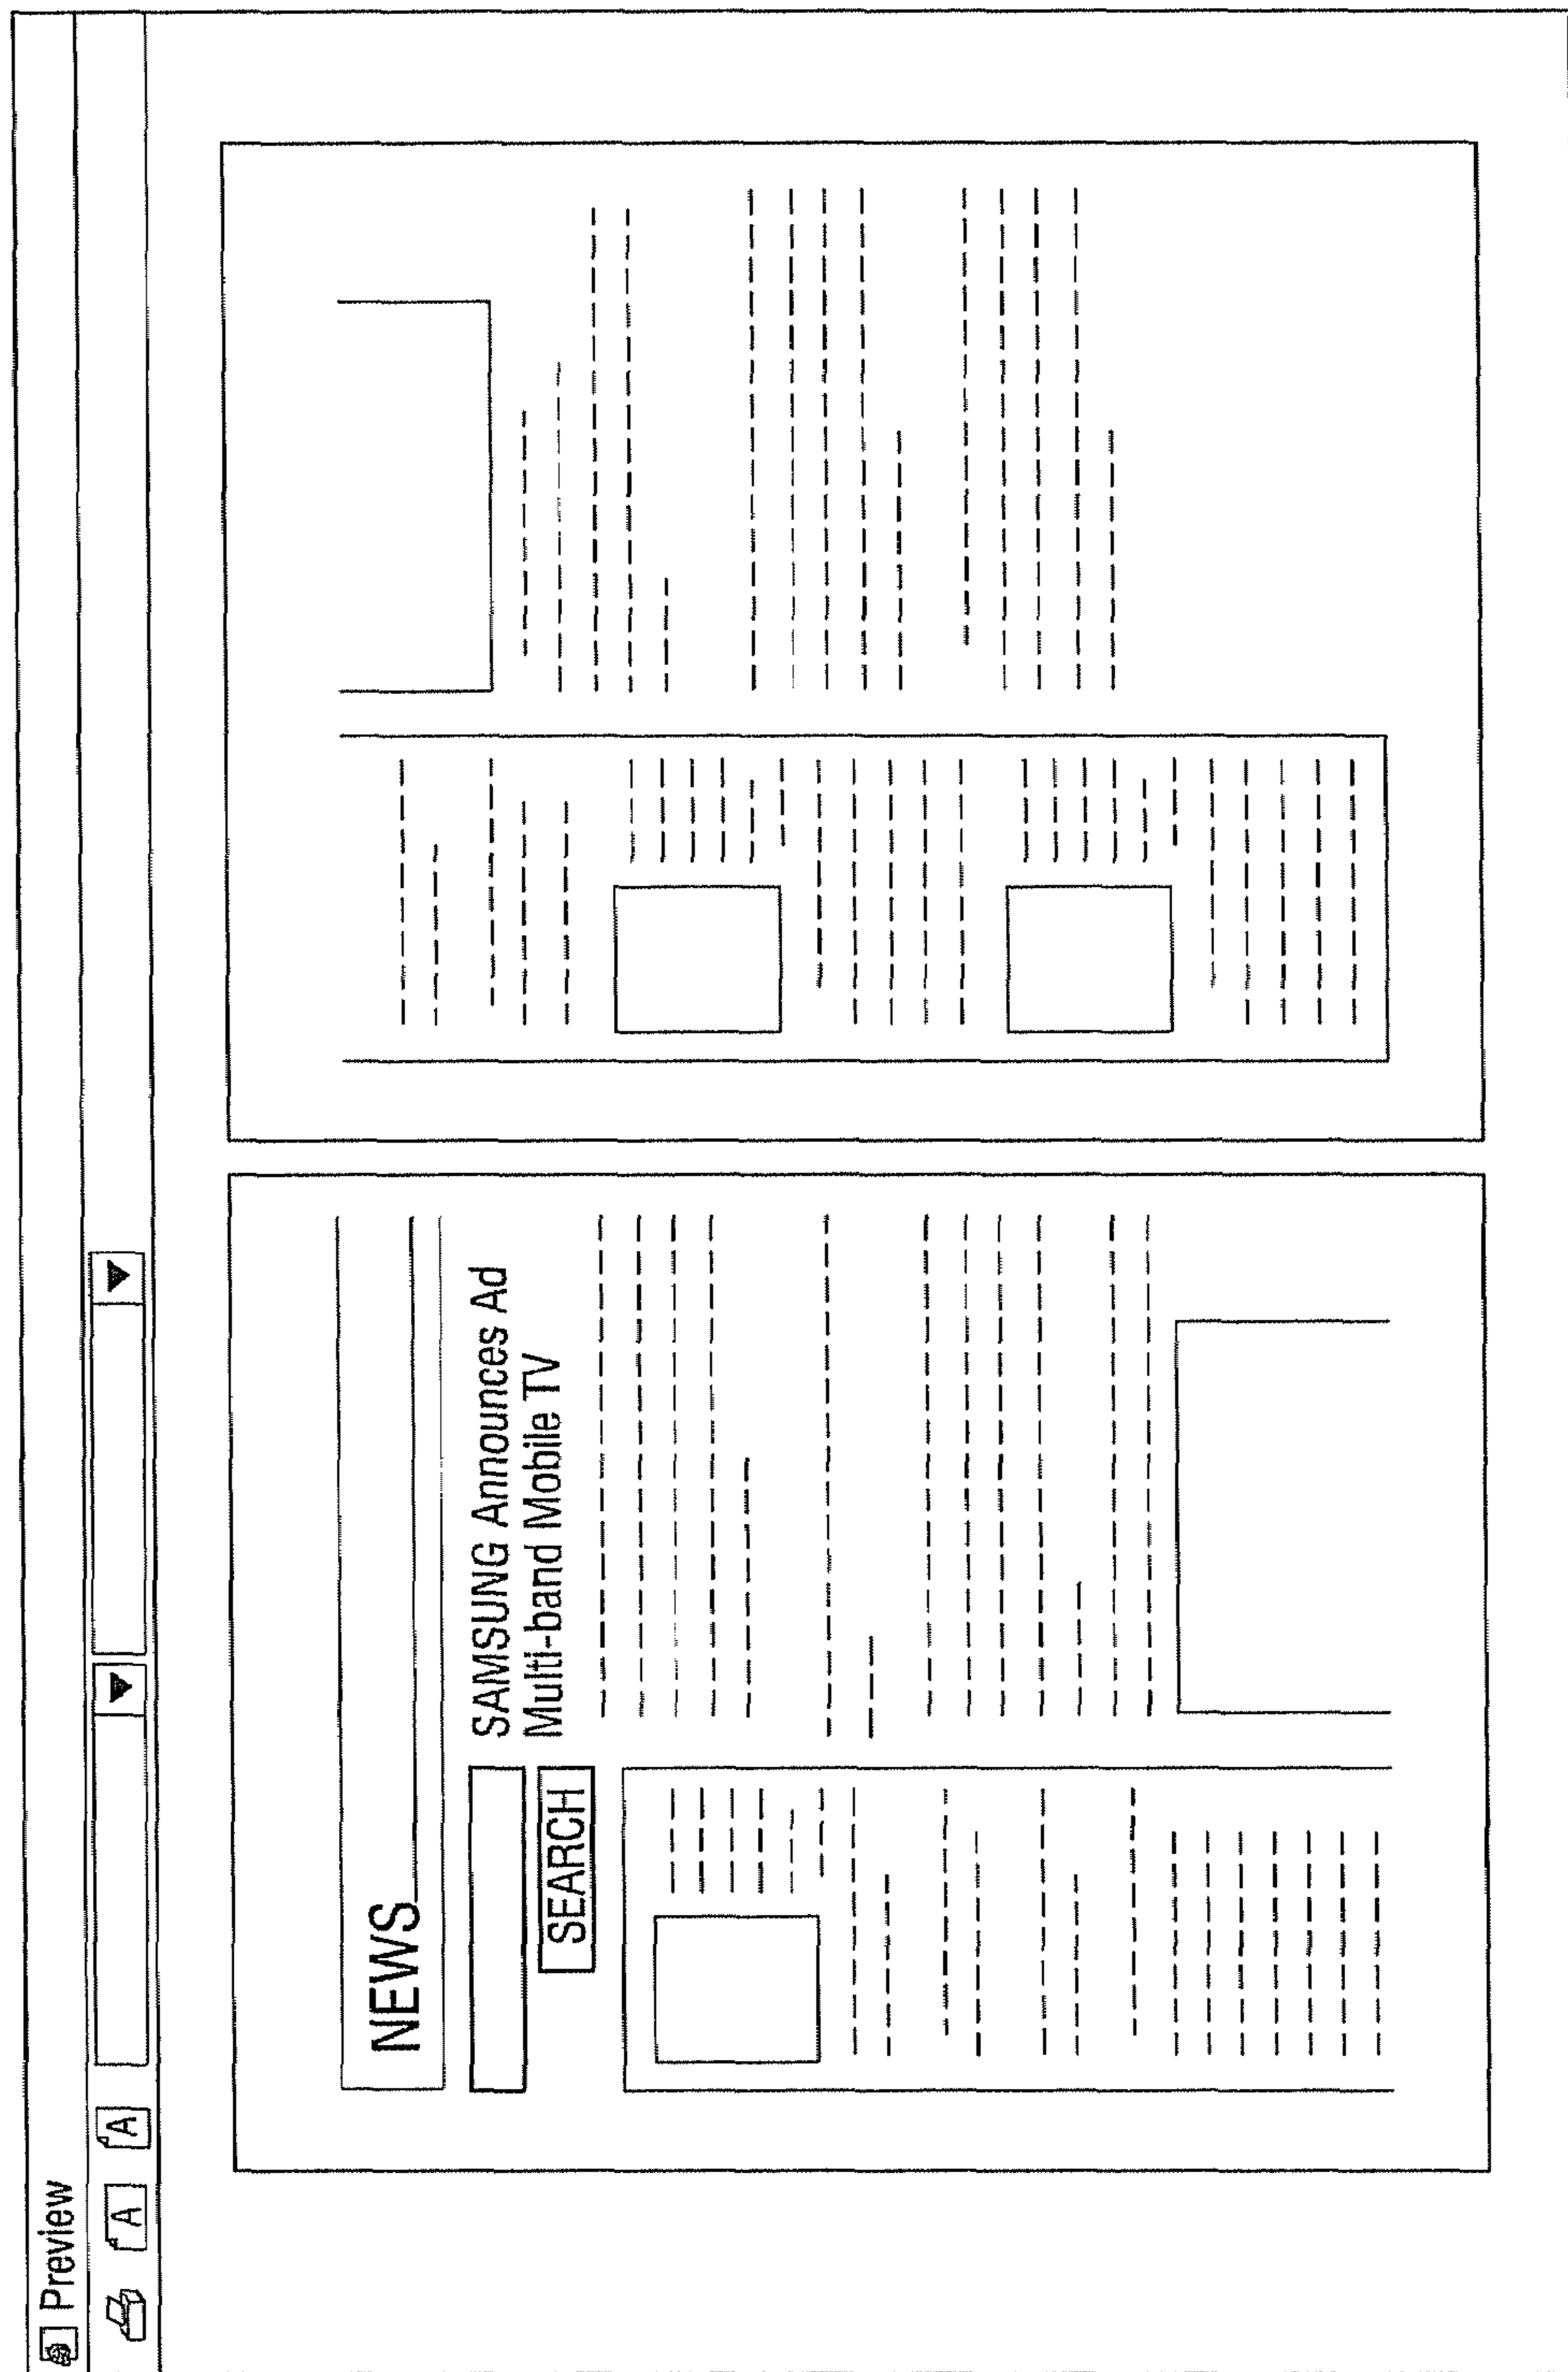 Preview
A A
NEWS
SAMSUNG Announces Ad
Multi-band Mobile TV
SEARCH